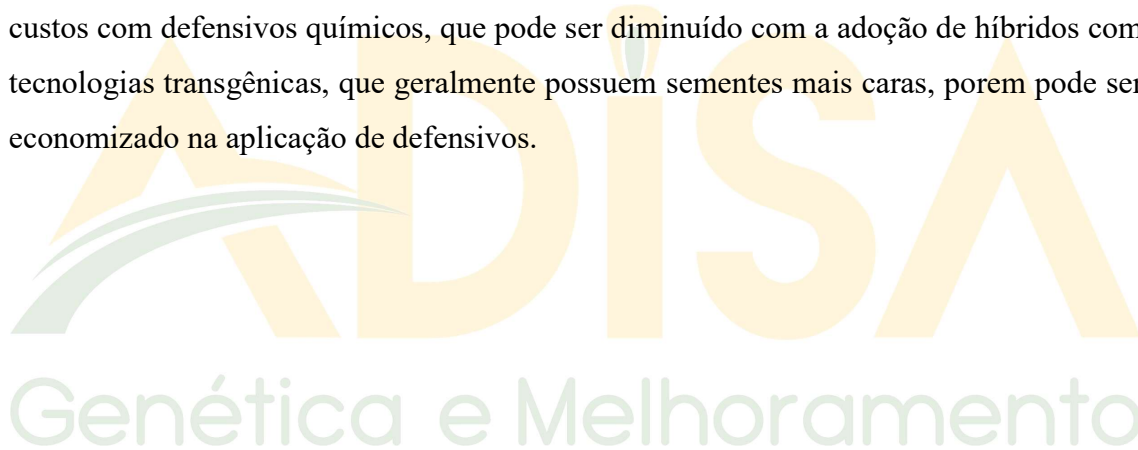 custos com defensivos químicos, que pode ser diminuído com a adoção de híbridos com
tecnologias transgênicas, que geralmente possuem sementes mais caras, porem pode ser
economizado na aplicação de defensivos.
ADISA
Genética e Melhoramento